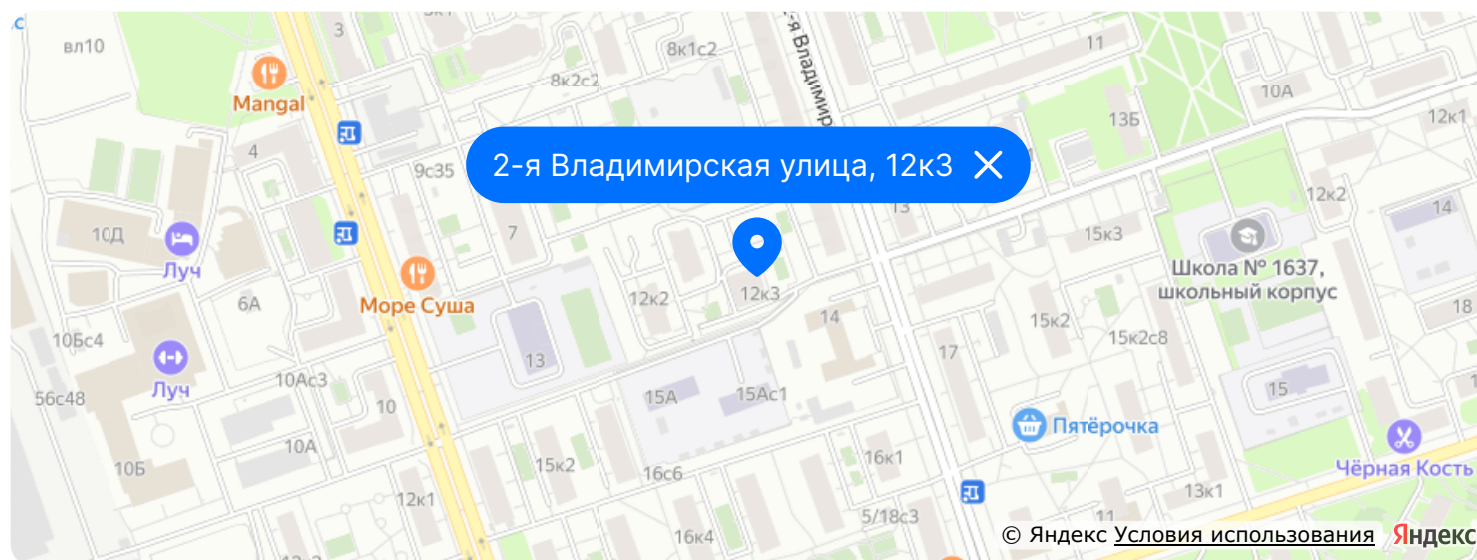 вл10
3
8к1с2
2-я Владимир
11
8к2с2
10А
Mangal
13Б
12к1
4
9с35
2-я Владимирская улица, 12к3
12к2
13
14
10Д
7
15к3
Луч
Школа № 1637,
школьный корпус
6А
Море Суша
12к2
12к3
14
18
10Бс4
15к2
15к2с8
13
17
10Ас3
Луч
56с48
10
15А
15Ас1
15
Пятёрочка
10А
10Б
15к2
16с6
16к1
Чёрная Кость
12к1
13к1
5/18с3
11
16к4
© Яндекс Условия использования Яндекс